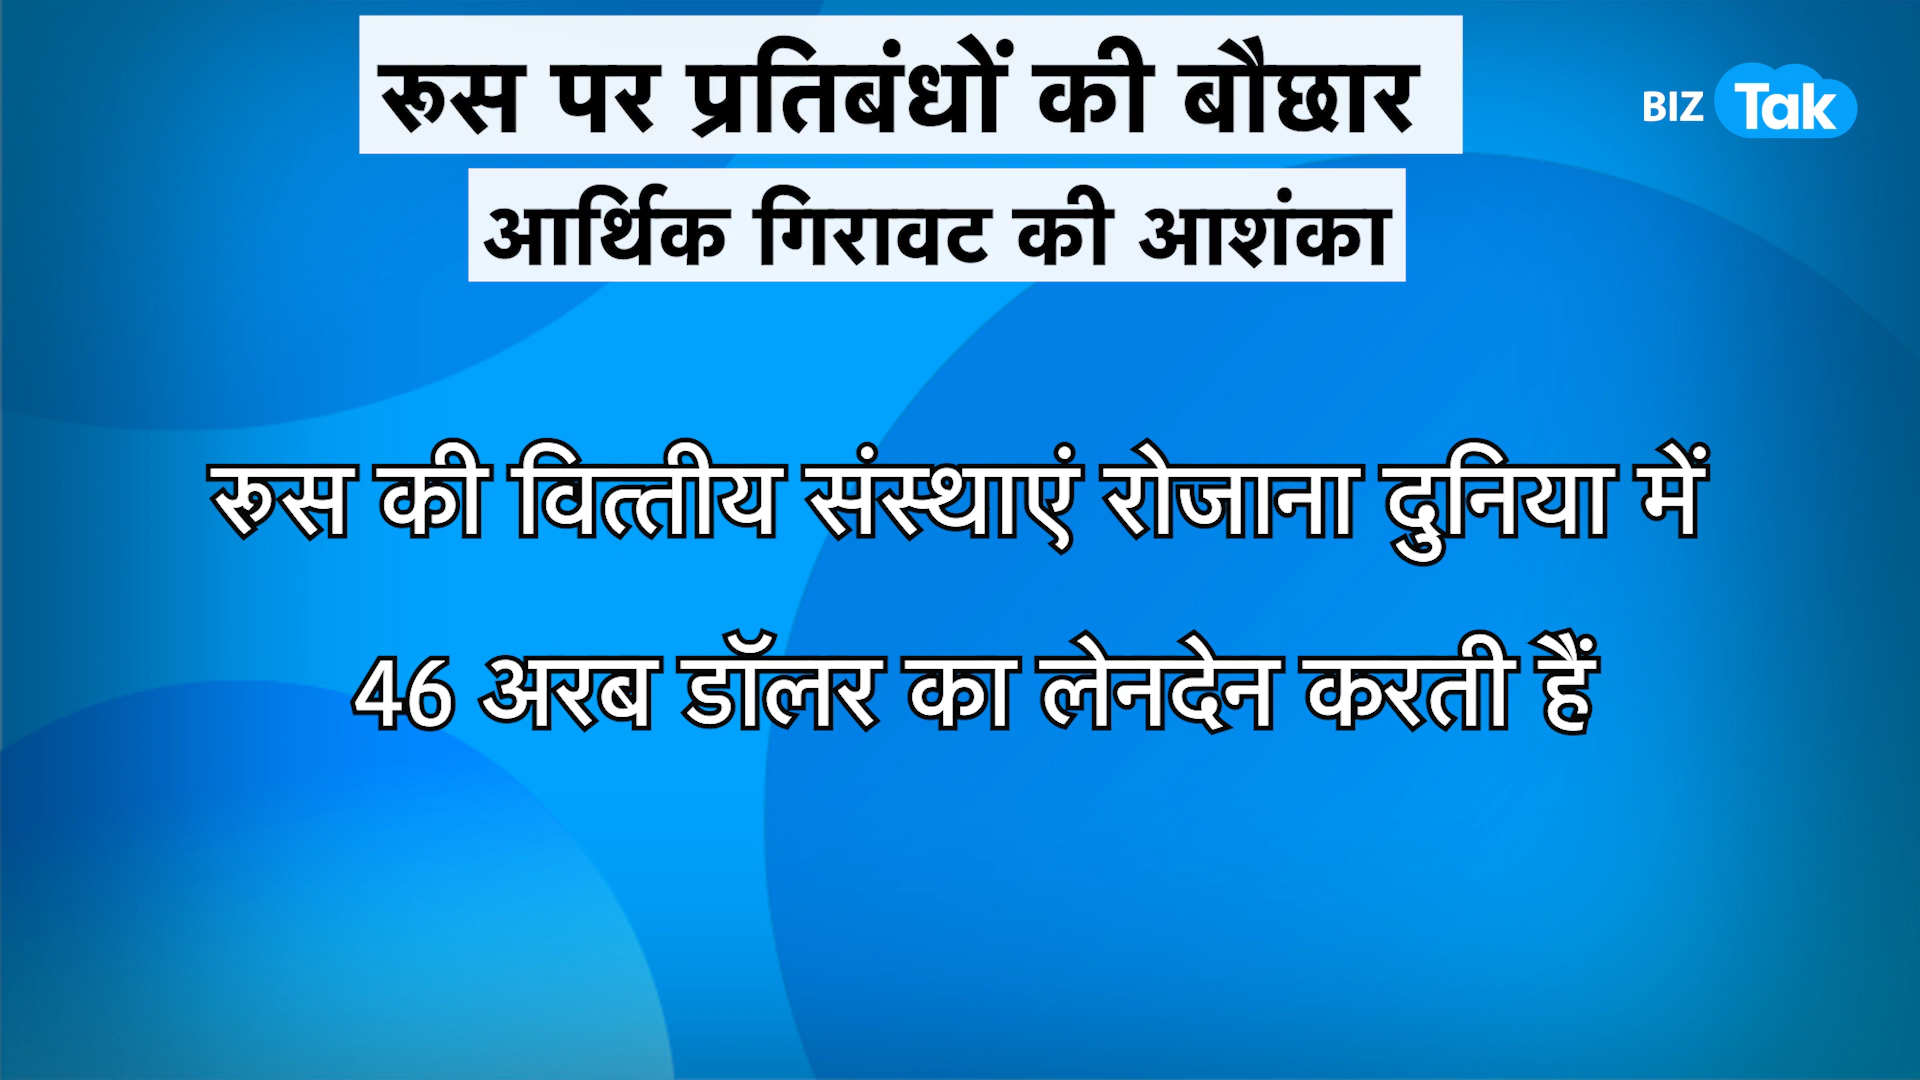 रूस पर प्रतिबंधों की बौछार
BIZ Tak
आर्थिक गिरावट की आशंका
रूस की वित्तीय संस्थाएं रोजाना दुनिया में
46 अरब डॉलर का लेनदेन करती हैं